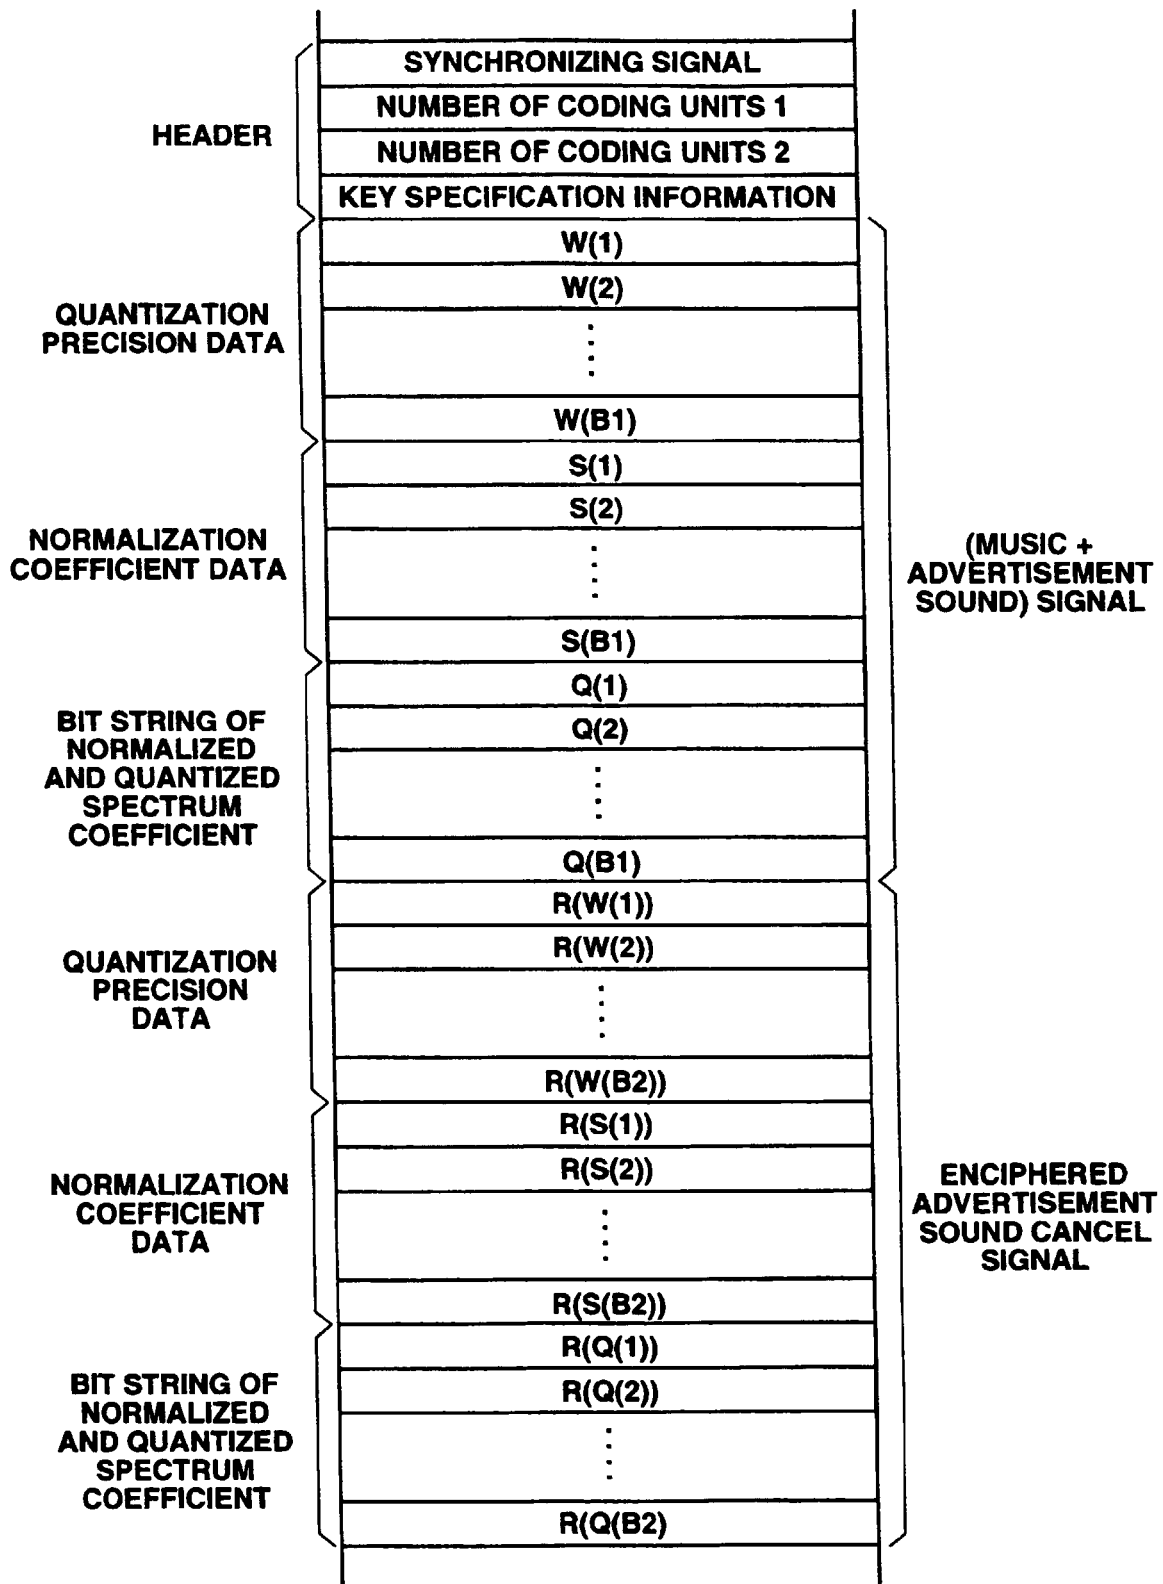 SYNCHRONIZING SIGNAL
NUMBER OF CODING UNITS 1
HEADER
NUMBER OF CODING UNITS 2
KEY SPECIFICATION INFORMATION
W(1)
W(2)
QUANTIZATION
PRECISION DATA
W(B1)
S(1)
S(2)
NORMALIZATION
COEFFICIENT DATA
(MUSIC +
ADVERTISEMENT
SOUND) SIGNAL
S(B1)
Q(1)
Q(2)
BIT STRING OF
NORMALIZED
AND QUANTIZED
SPECTRUM
COEFFICIENT
Q(B1)
R(W(1))
R(W(2))
QUANTIZATION
PRECISION
DATA
R(W(B2))
R(S(1))
R(S(2))
NORMALIZATION
COEFFICIENT
DATA
ENCIPHERED
ADVERTISEMENT
SOUND CANCEL
SIGNAL
R(S(B2))
R(Q(1))
R(Q(2))
BIT STRING OF
NORMALIZED
AND QUANTIZED
SPECTRUM
COEFFICIENT
R(Q(B2)